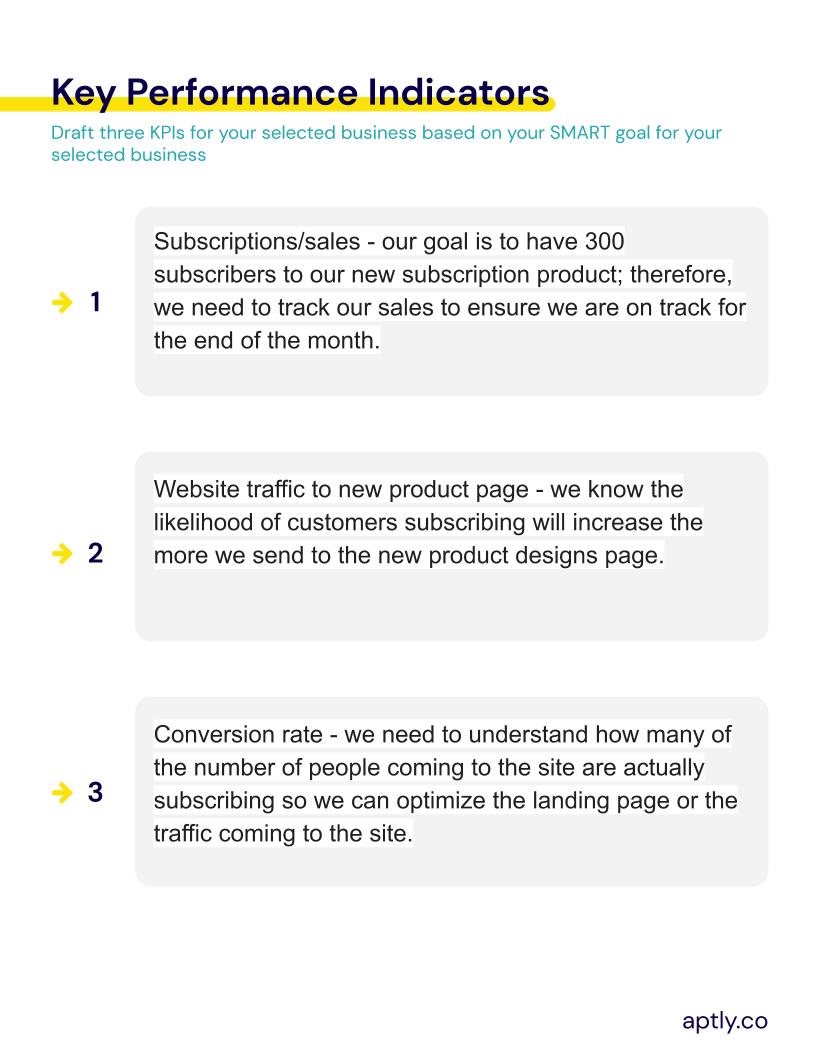 Key Performance Indicators
Draft three KPIs for your selected business based on your SMART goal for your
selected business
Subscriptions/sales - our goal is to have 300
subscribers to our new subscription product; therefore,
we need to track our sales to ensure we are on track for
the end of the month.
1
Website traffic to new product page - we know the
likelihood of customers subscribing will increase the
more we send to the new product designs page.
2
Conversion rate - we need to understand how many of
the number of people coming to the site are actually
subscribing so we can optimize the landing page or the
traffic coming to the site.
3
aptly.co